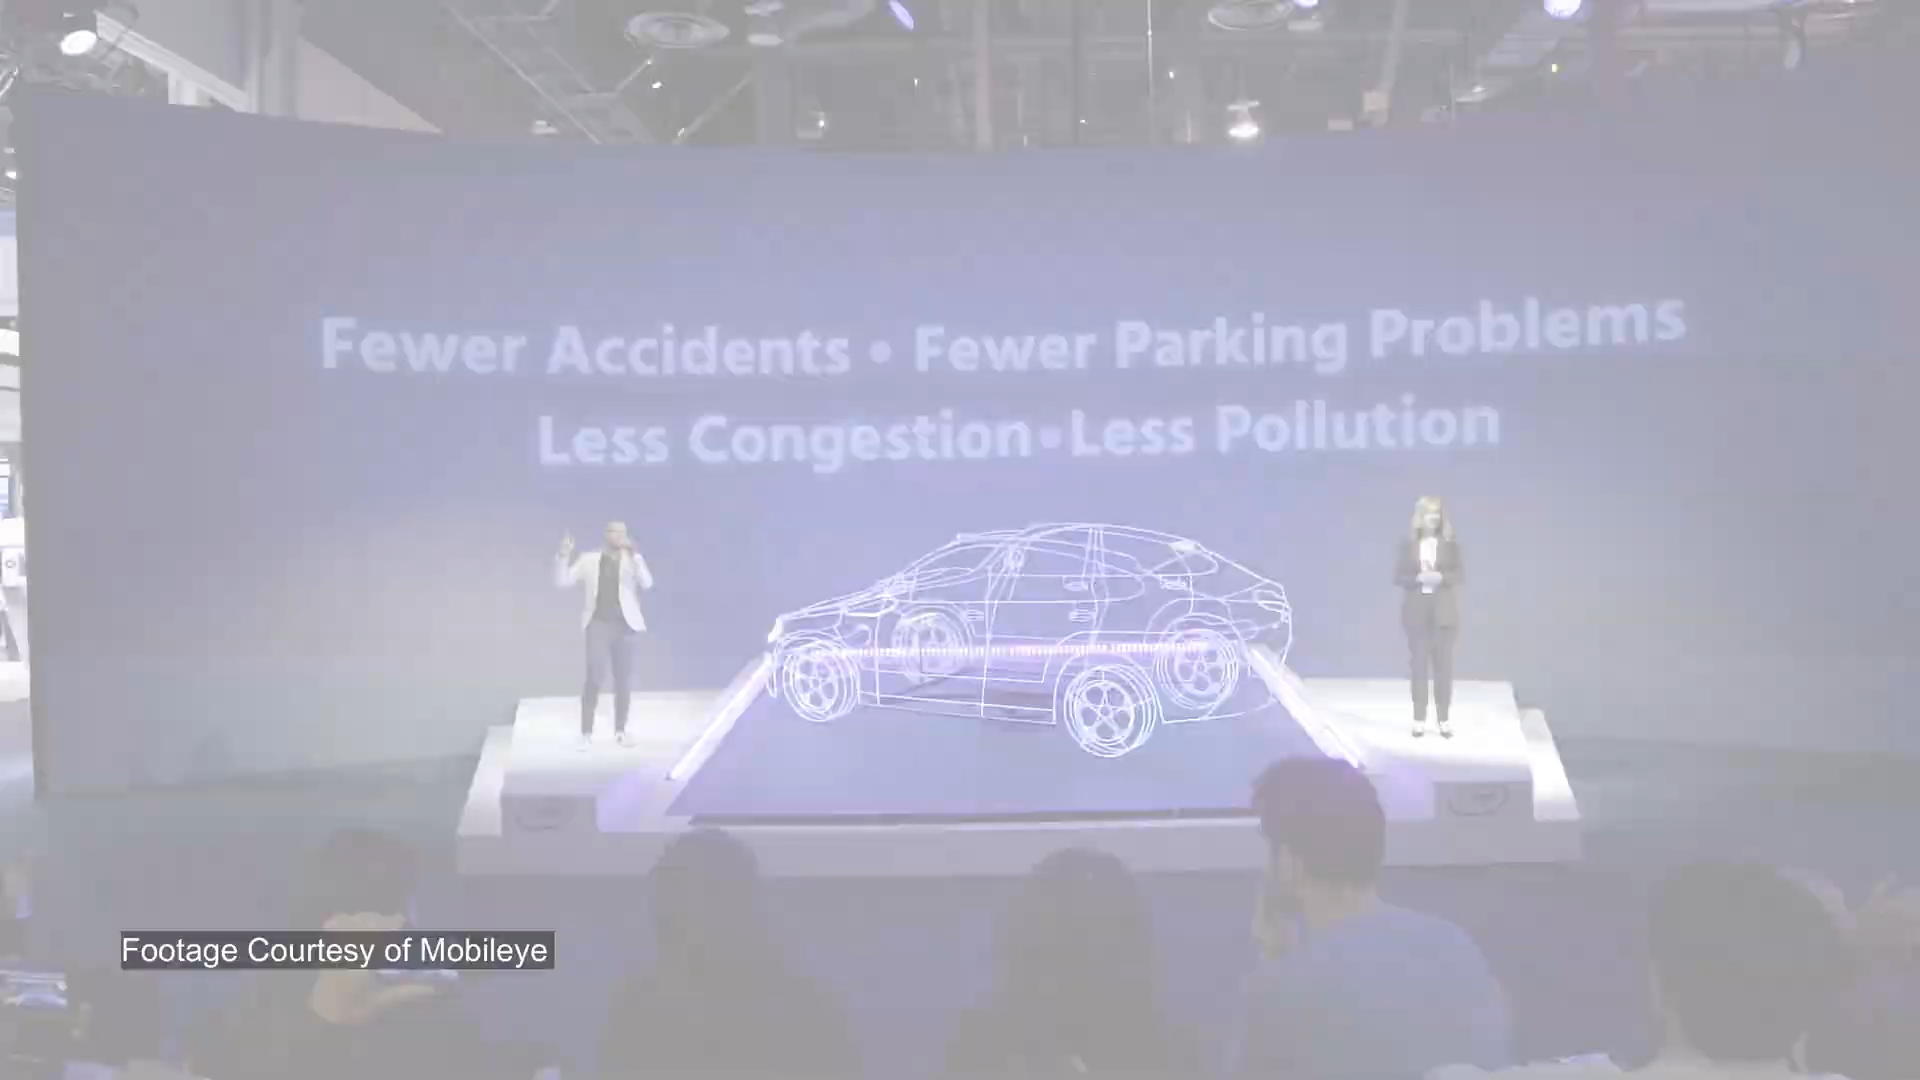 Fewer Accidents • Fewer Parking Problems
Less Congestion • Less Pollution
Footage Courtesy of Mobileye